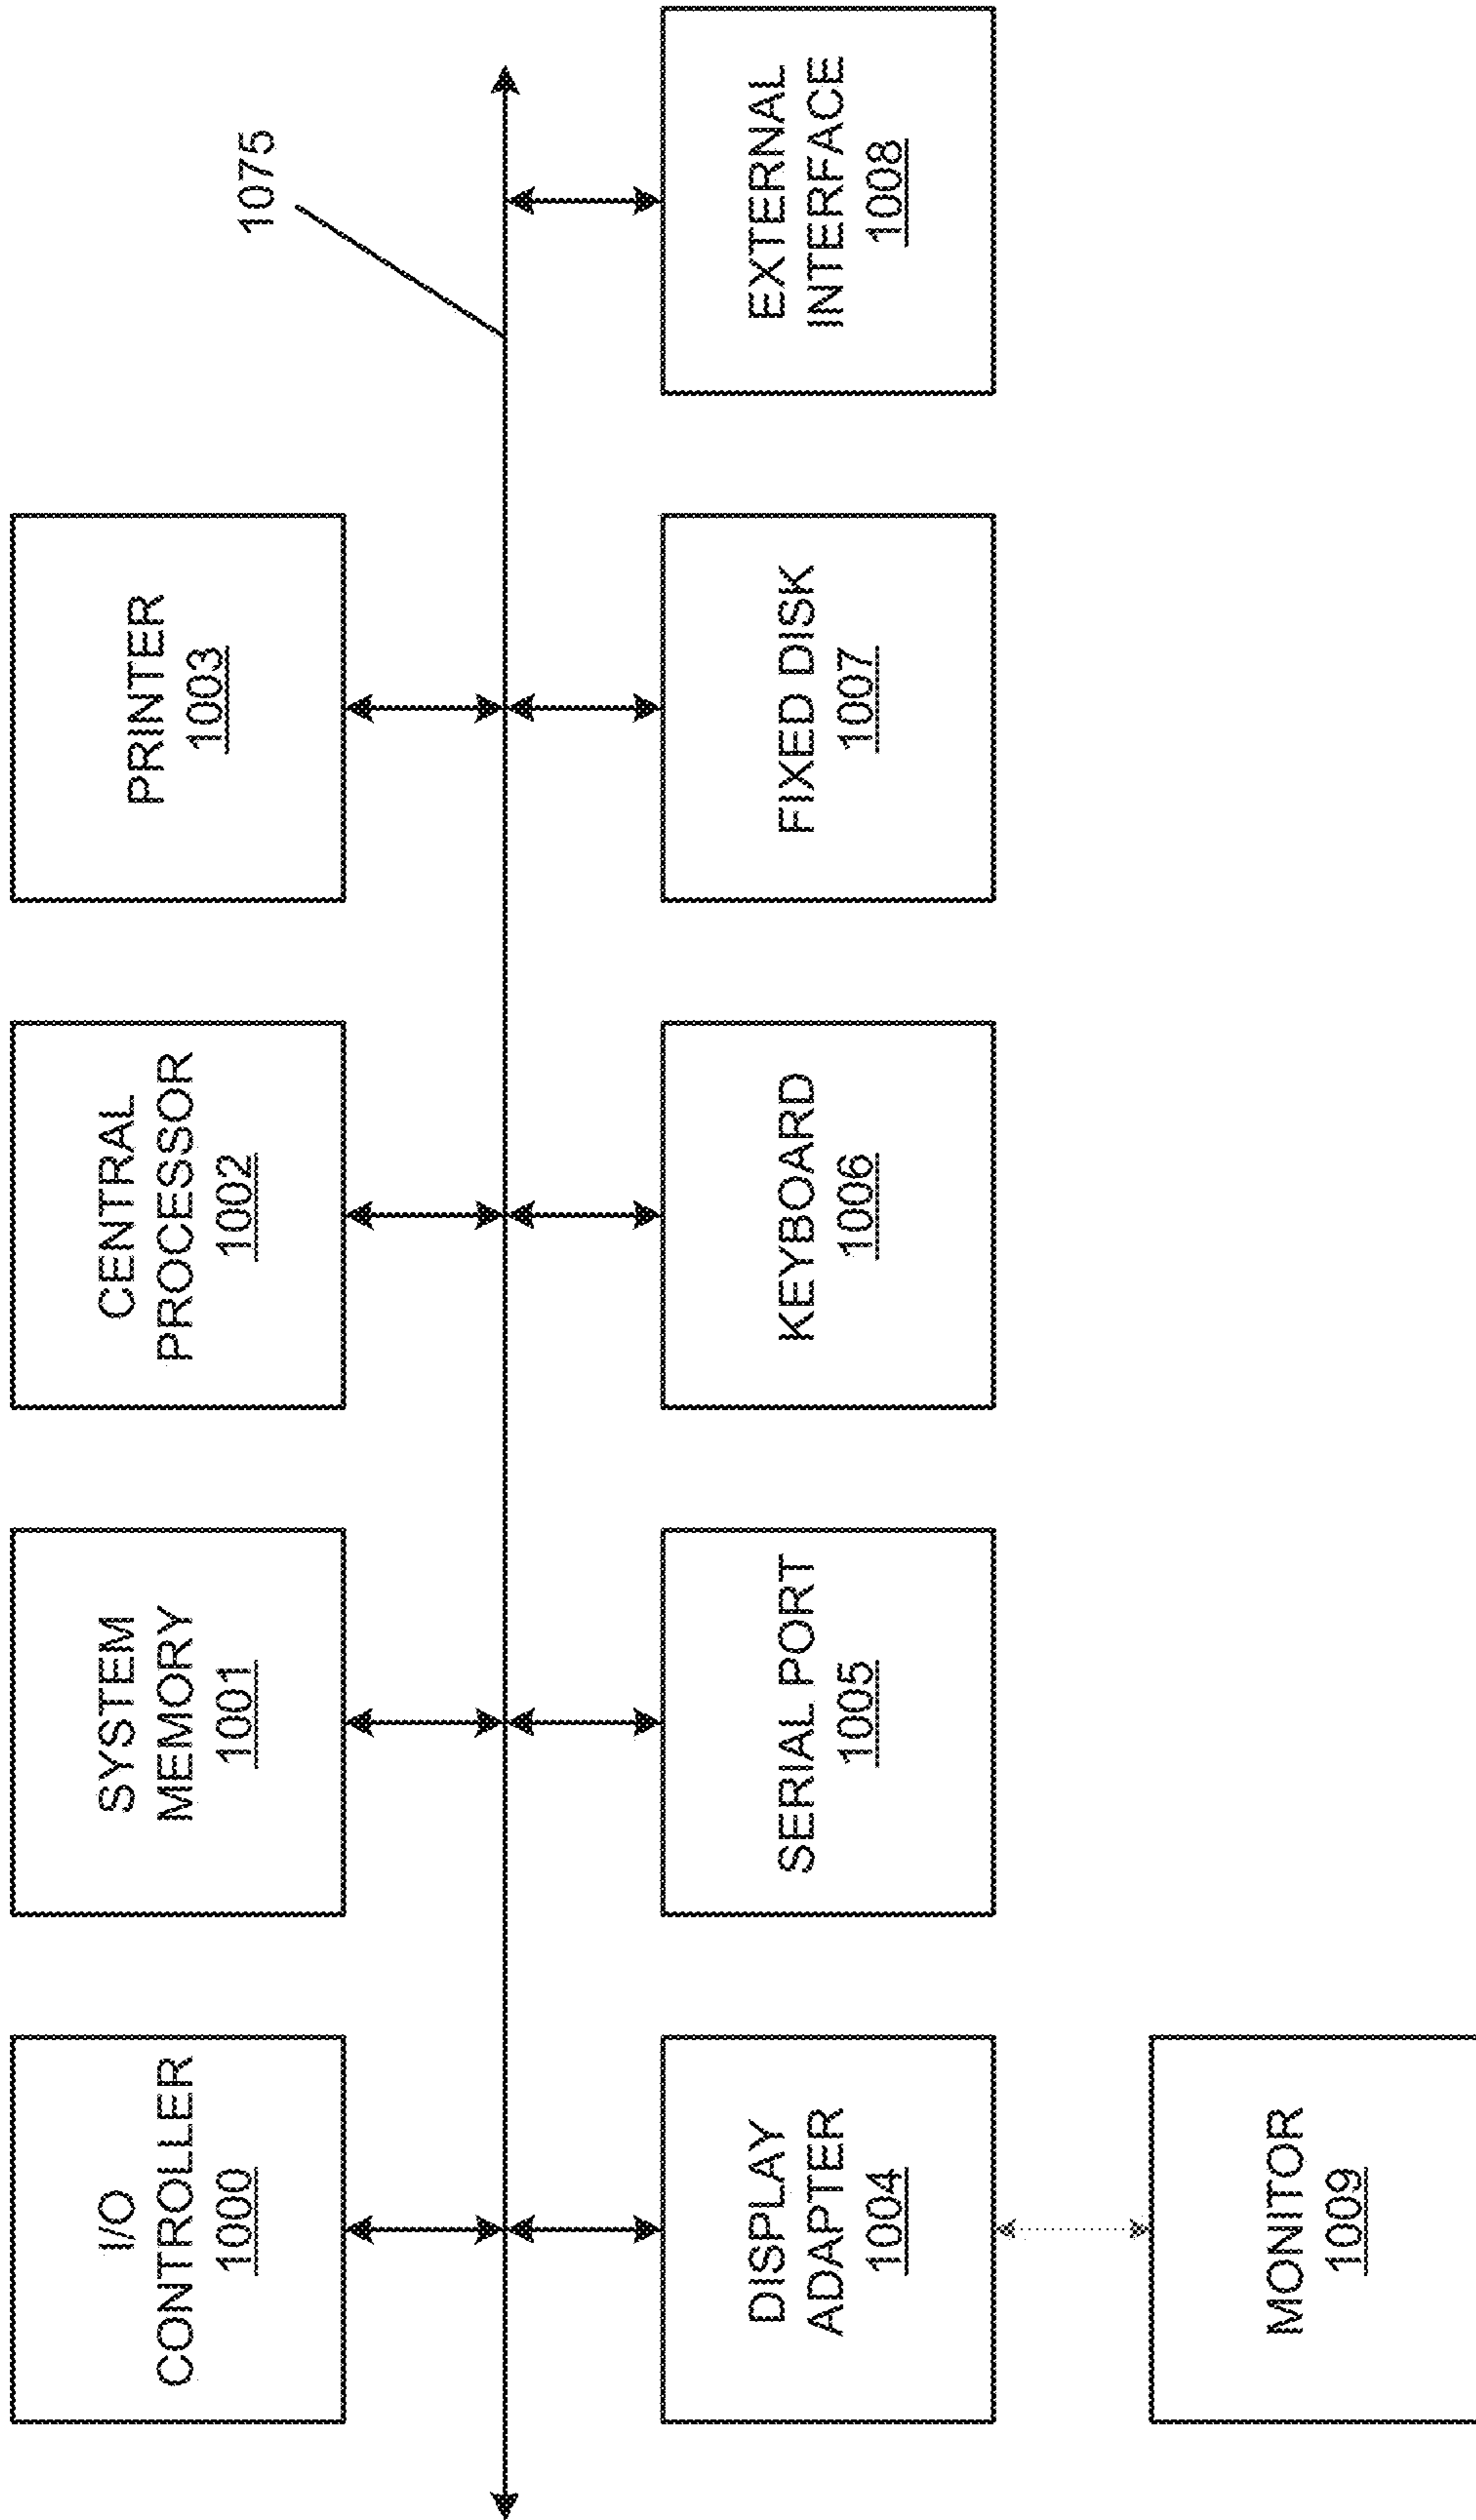 I/O
CONTROLLER
1000
SYSTEM
MEMORY
1001
CENTRAL
PROCESSOR
1002
PRINTER
1003
1075
DISPLAY
ADAPTER
1004
SERIAL PORT
1005
KEYBOARD
1006
FIXED DISK
1007
EXTERNAL
INTERFACE
1008
MONITOR
1009